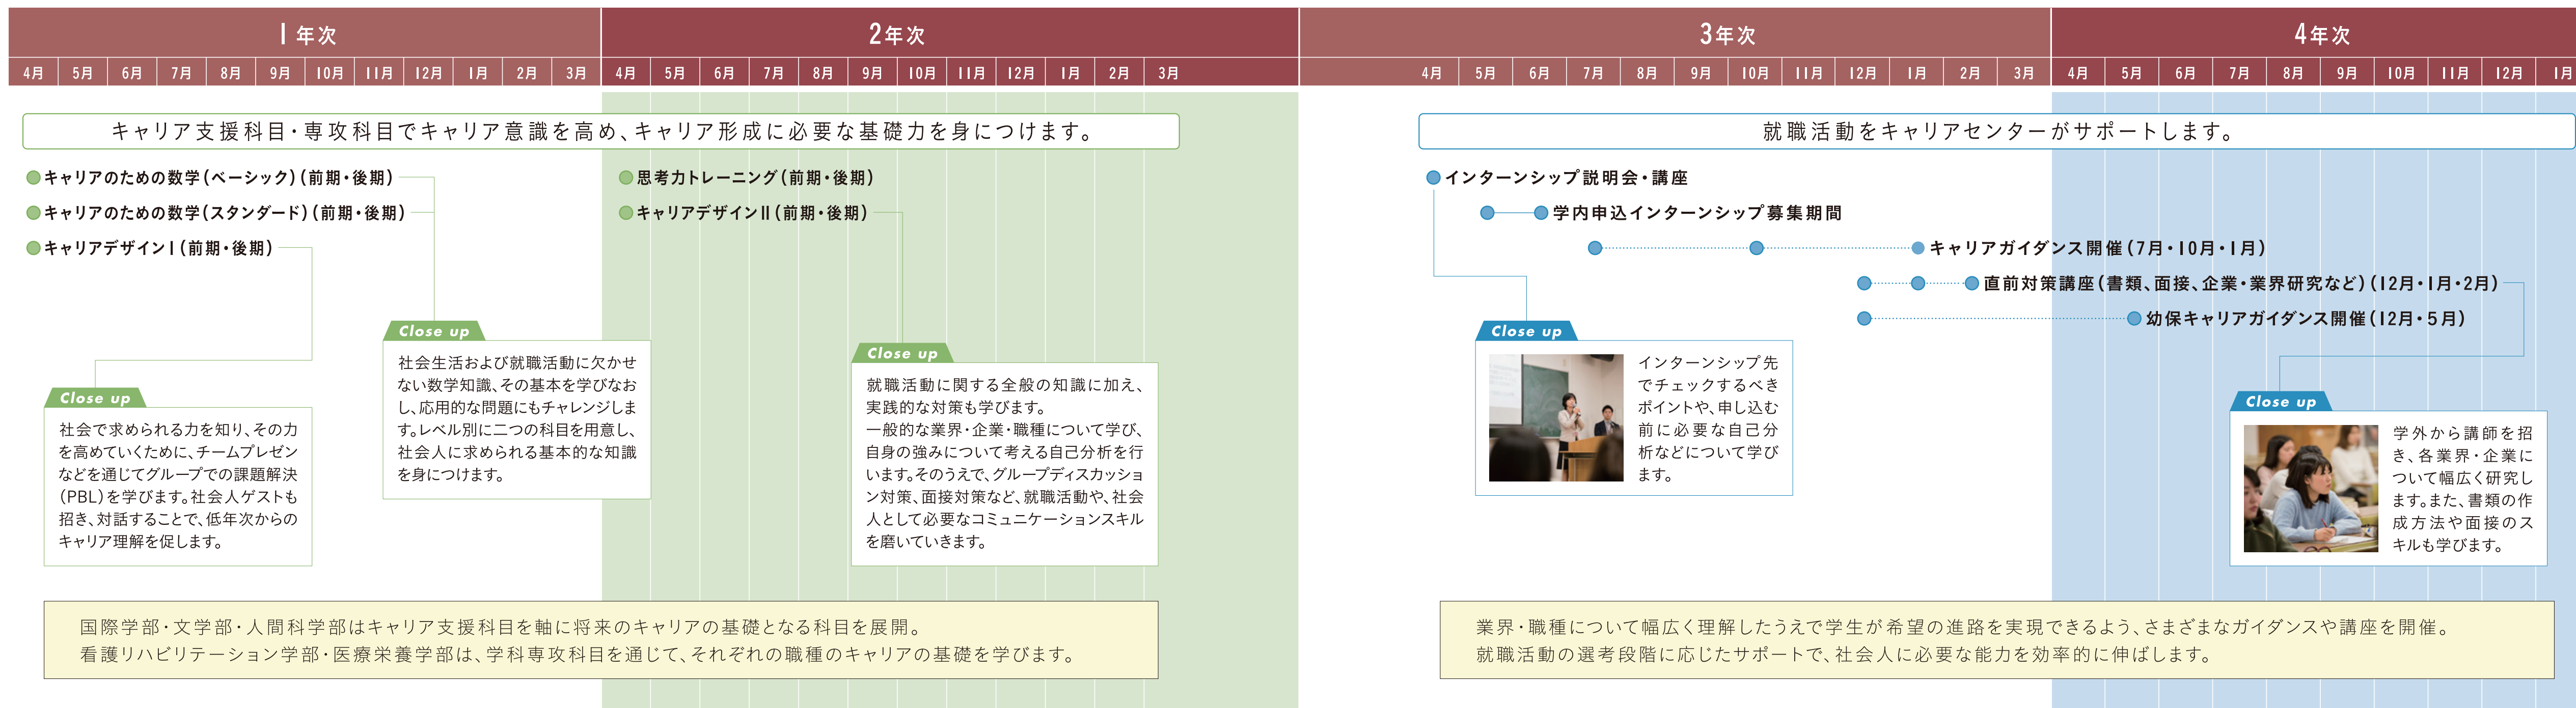 1年次
2年次
3年次
4年次
4月 5月 6月 7月 8月 9月 10月 11月 12月 1月 2月 3月
4月 5月 6月 7月 8月 9月 10月 11月 12月 1月 2月 3月
4月 5月 6月 7月 8月 9月 10月 11月 12月 1月 2月 3月
4月 5月 6月 7月 8月 9月 10月 11月 12月 1月
キャリア支援科目・専攻科目でキャリア意識を高め、キャリア形成に必要な基礎力を身につけます。
キャリアのための数学（ベーシック）（前期・後期）
キャリアのための数学（スタンダード）（前期・後期）
キャリアデザインⅠ（前期・後期）
思考力トレーニング（前期・後期）
キャリアデザインⅡ（前期・後期）
Close up
社会で求められる力を知り、その力
を高めていくために、チームプレゼン
などを通じてグループでの課題解決
（PBL）を学びます。社会人ゲストも
招き、対話することで、低年次からの
キャリア理解を促します。
Close up
社会生活および就職活動に欠かせ
ない数学知識、その基本を学びなお
し、応用的な問題にもチャレンジしま
す。レベル別に二つの科目を用意し、
社会人に求められる基本的な知識
を身につけます。
Close up
就職活動に関する全般の知識に加え、
実践的な対策も学びます。
一般的な業界・企業・職種について学び、
自身の強みについて考える自己分析を行
います。そのうえで、グループディスカッショ
ン対策、面接対策など、就職活動や、社会
人として必要なコミュニケーションスキル
を磨いていきます。
国際学部・文学部・人間科学部はキャリア支援科目を軸に将来のキャリアの基礎となる科目を展開。
看護リハビリテーション学部・医療栄養学部は、学科専攻科目を通じて、それぞれの職種のキャリアの基礎を学びます。
就職活動をキャリアセンターがサポートします。
インターンシップ説明会・講座
学内申込インターンシップ募集期間
キャリアガイダンス開催（7月・10月・1月）
直前対策講座（書類、面接、企業・業界研究など）（12月・1月・2月）
幼保キャリアガイダンス開催（12月・5月）
Close up
インターンシップ先
でチェックするべき
ポイントや、申し込む
前に必要な自己分
析などについて学び
ます。
Close up
学外から講師を招
き、各業界・企業に
ついて幅広く研究し
ます。また、書類の作
成方法や面接のス
キルも学びます。
業界・職種について幅広く理解したうえで学生が希望の進路を実現できるよう、さまざまなガイダンスや講座を開催。
就職活動の選考段階に応じたサポートで、社会人に必要な能力を効率的に伸ばします。